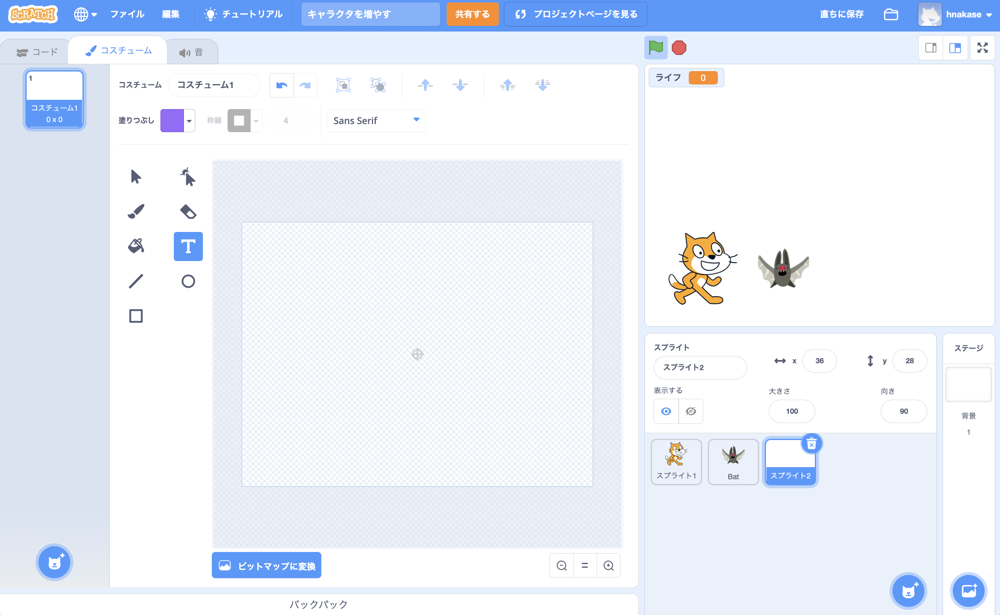 SCRATCH
ファイル
編集
チュートリアル
キャラクタを増やす
共有する
プロジェクトページを見る
直ちに保存
hnakase
コード
コスチューム
音
1
コスチューム1
0 x 0
コスチューム
コスチューム1
塗りつぶし
枠線
4
Sans Serif
T
ビットマップに変換
バックパック
ライフ
0
スプライト
スプライト2
x
36
y
28
表示する
大きさ
100
向き
90
スプライト1
Bat
スプライト2
ステージ
背景
1